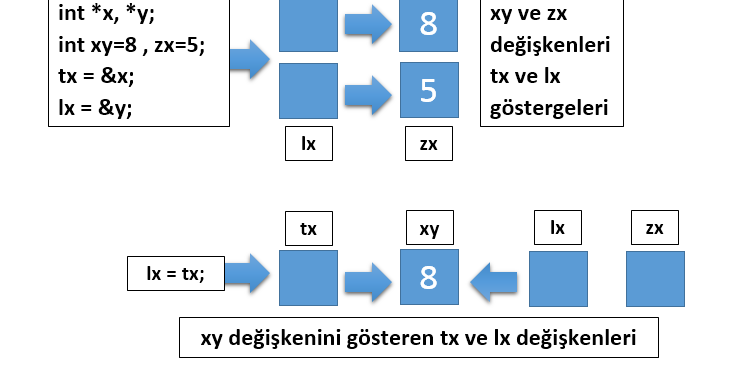 int *x, *y;
int xy=8 , zx=5;
tx = &x;
lx = &y;
8
5
xy ve zx
değişkenleri
tx ve lx
göstergeleri
lx
zx
tx
xy
lx
zx
lx = tx;
8
xy değişkenini gösteren tx ve lx değişkenleri